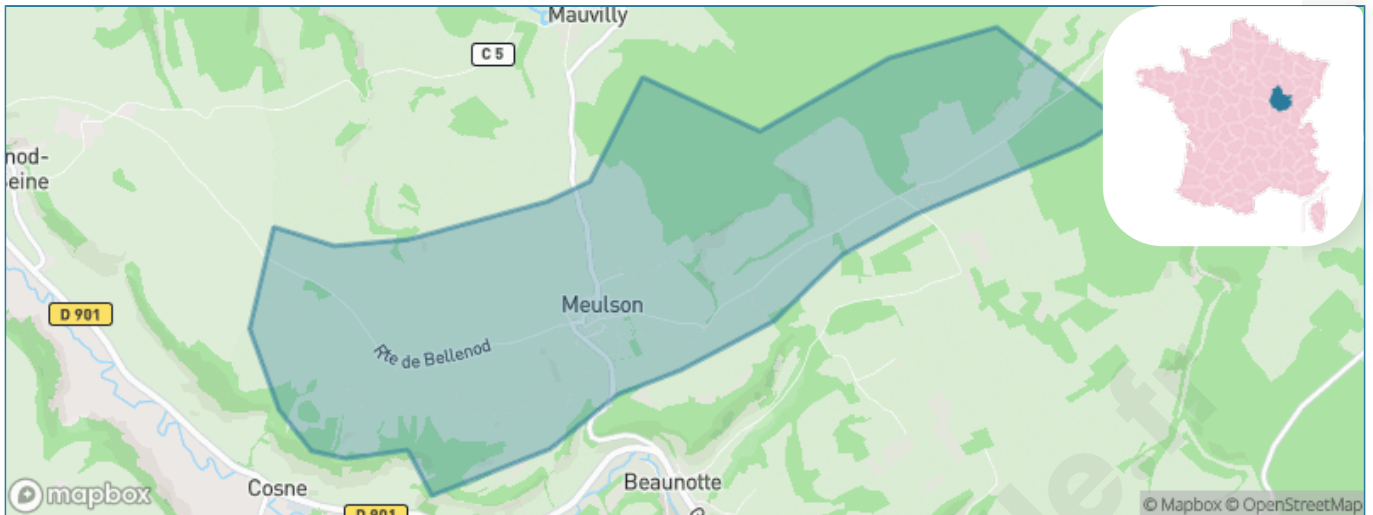 Mauvilly
C 5
nod-
eine
D 901
Meulson
Rte de Bellenod
Cosne
Beaunotte
D 901
mapbox
© Mapbox © OpenStreetMap